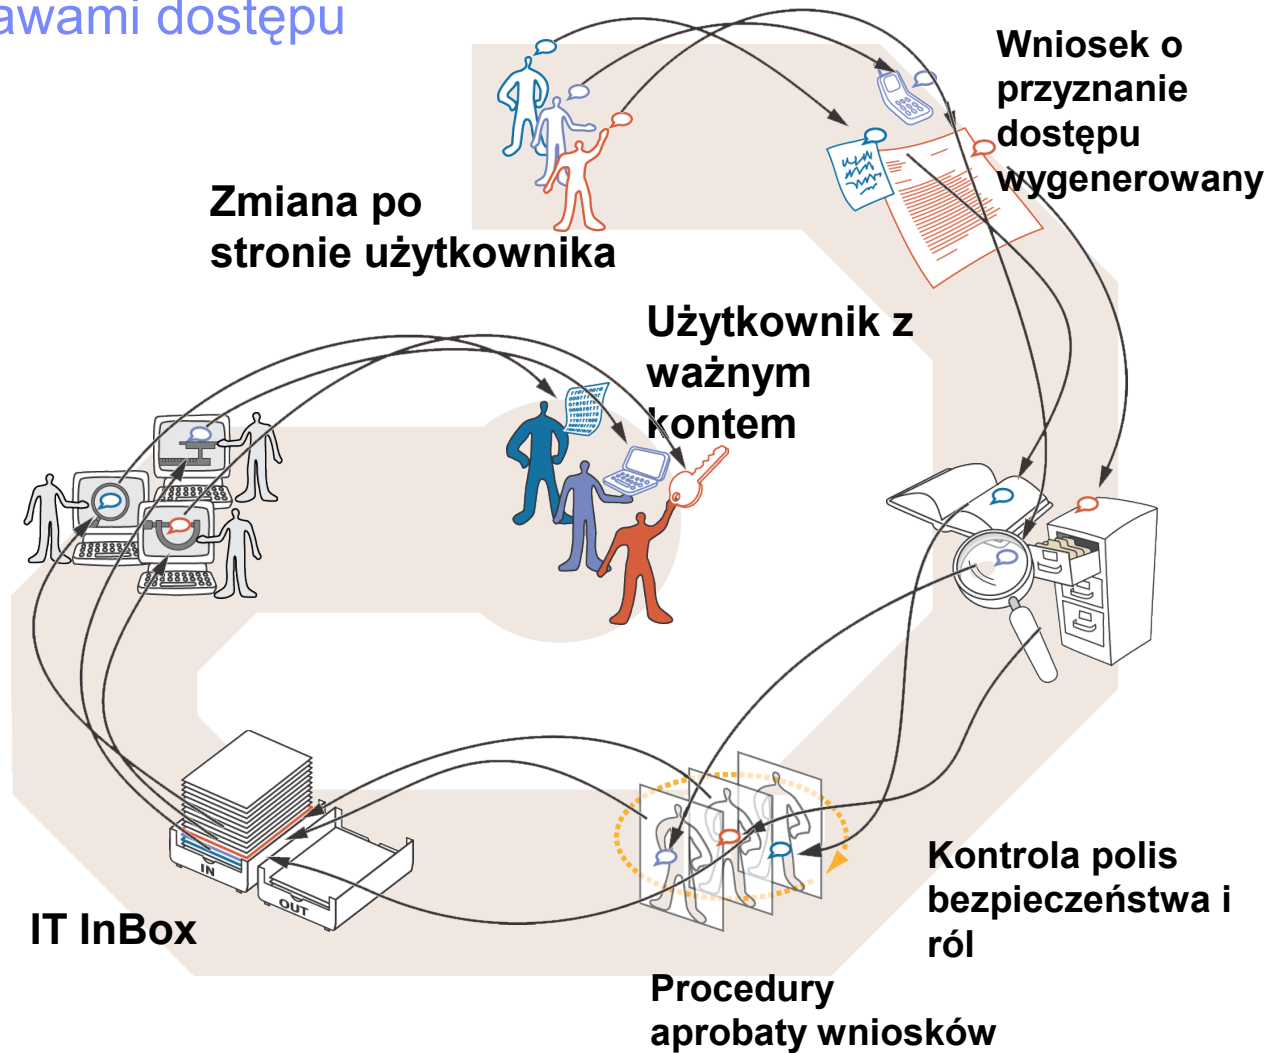 awami dostępu
Wniosek o
przyznanie
dostępu
wygenerowany
Zmiana po
stronie użytkownika
Użytkownik z
ważnym
kontem
IN
OUT
IT InBox
Kontrola polis
bezpieczeństwa i
ról
Procedury
aprobaty wniosków